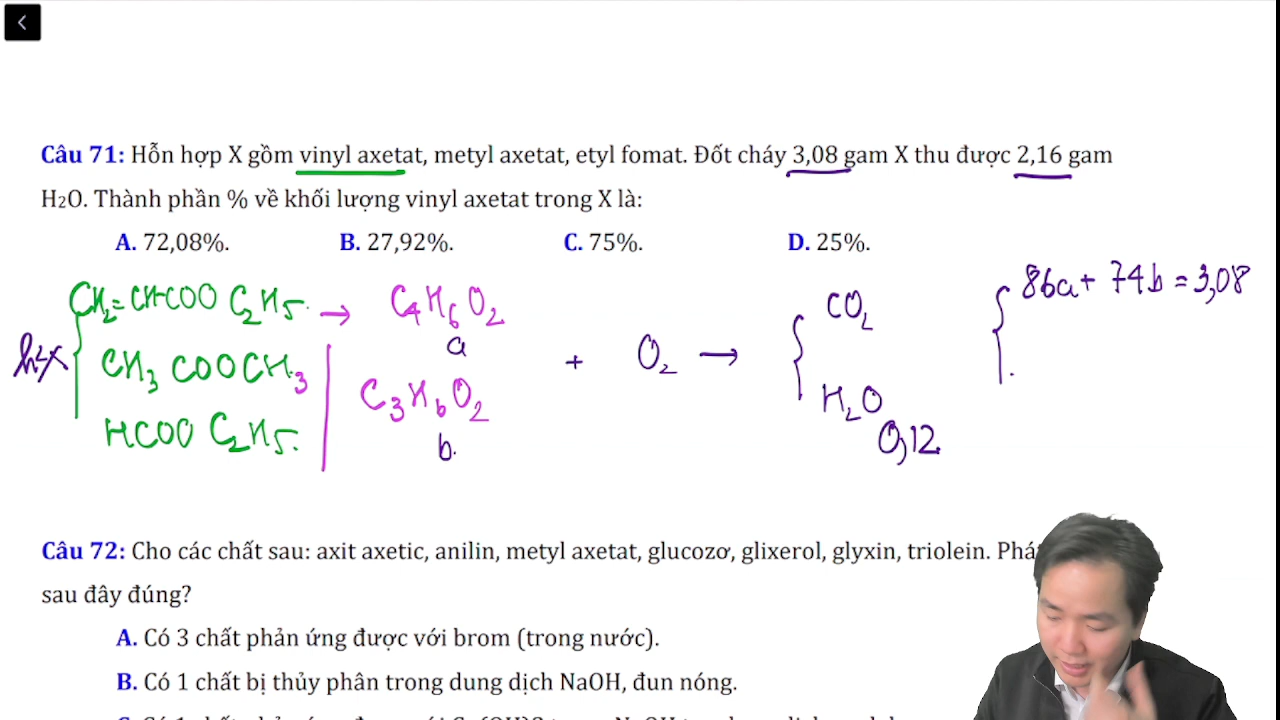 Câu 71: Hỗn hợp X gồm vinyl axetat, metyl axetat, etyl fomat. Đốt cháy 3,08 gam X thu được 2,16 gam
H2O. Thành phần % về khối lượng vinyl axetat trong X là:
A. 72,08%. B. 27,92%. C. 75%. D. 25%.
CH2=CH-COO C2H5. → C4H6O2
a
h²X
CH3 COOCH3
C3H6O2
b.
HCOO C2H5.
+ O2 →
CO2
H2O
0,12
86a + 74b = 3,08
Câu 72: Cho các chất sau: axit axetic, anilin, metyl axetat, glucozơ, glixerol, glyxin, triolein.
sau đây đúng?
A. Có 3 chất phản ứng được với brom (trong nước).
B. Có 1 chất bị thủy phân trong dung dịch NaOH, đun nóng.